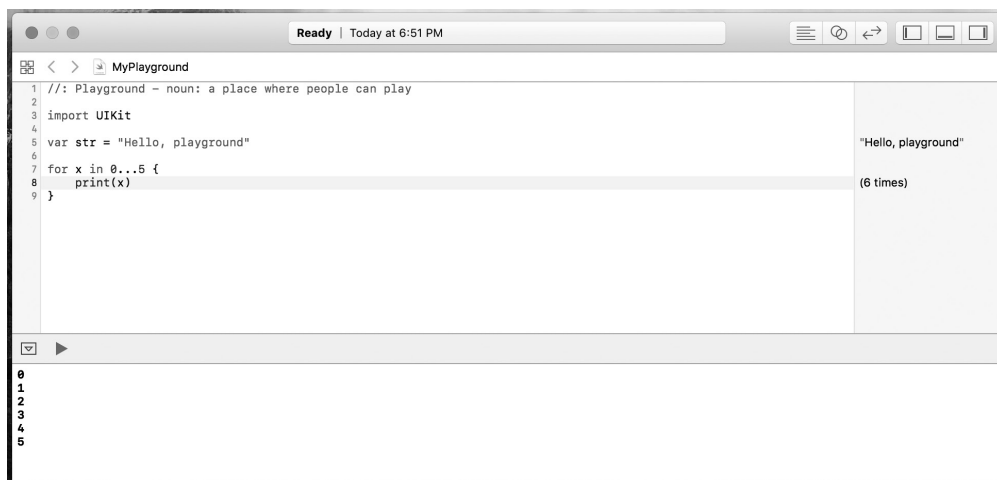 Ready | Today at 6:51 PM
MyPlayground
1 //: Playground – noun: a place where people can play
2
3 import UIKit
4
5 var str = "Hello, playground" "Hello, playground"
6
7 for x in 0...5 {
8     print(x) (6 times)
9 }
0
1
2
3
4
5